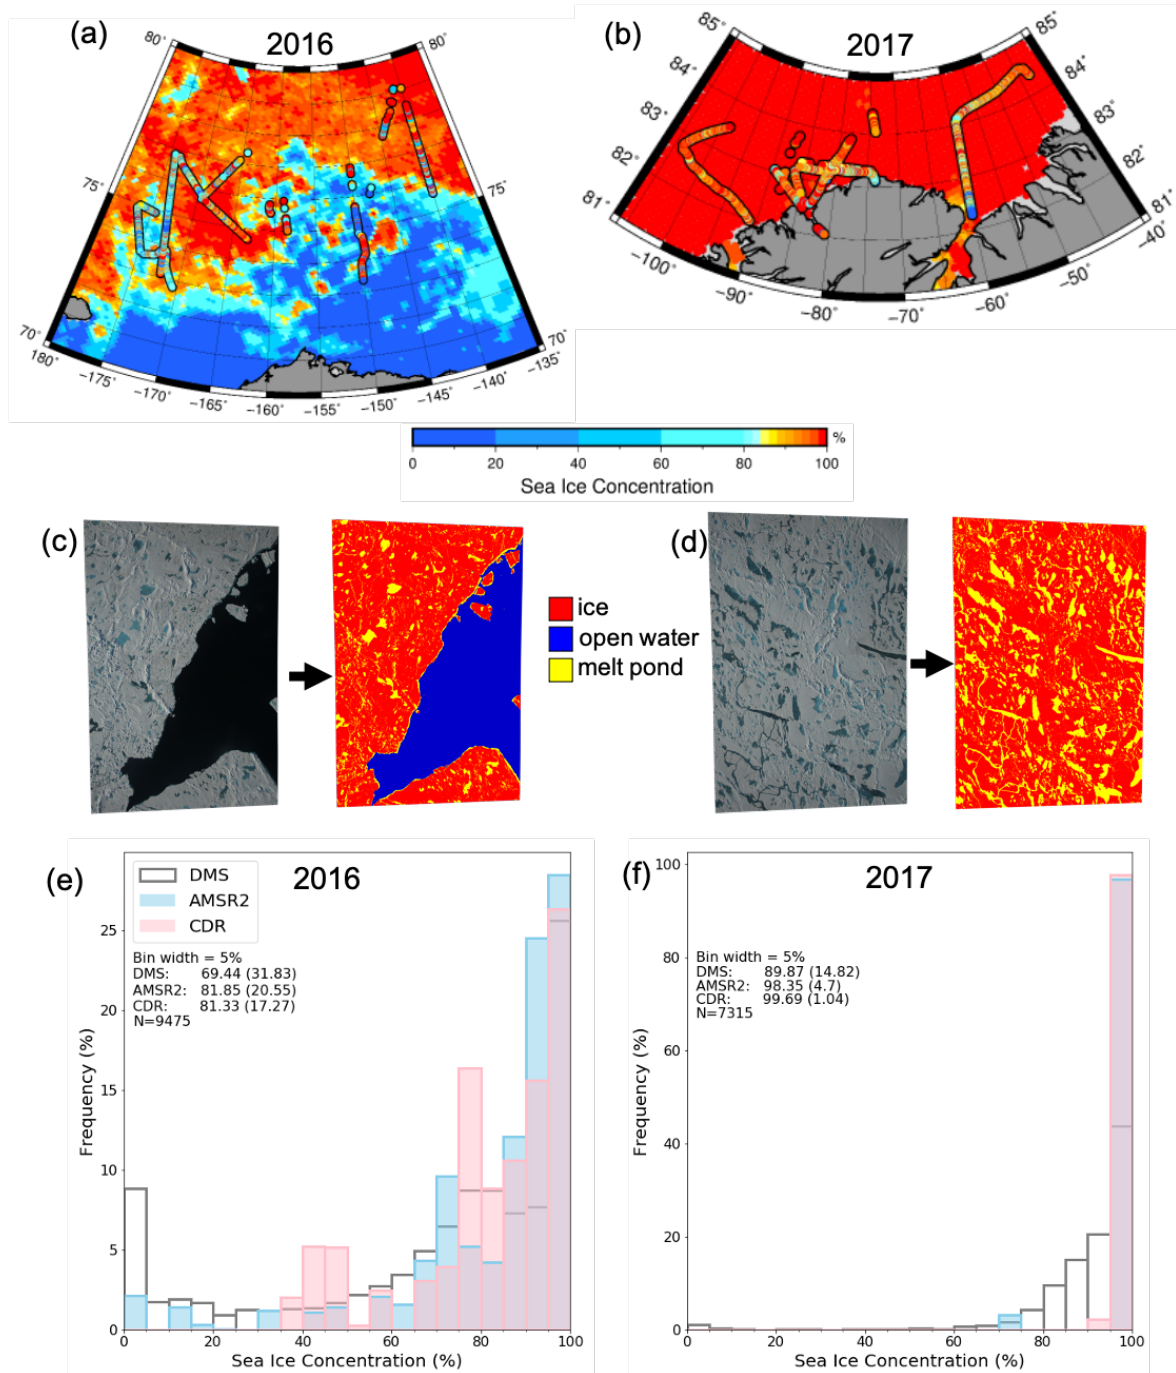 (a)
2016
80°
80°
75°
75°
70°
70°
180°
−175°
−170°
−165°
−160°
−155°
−150°
−145°
−140°
−135°
(b)
2017
85°
85°
84°
84°
83°
83°
82°
82°
81°
81°
−100°
−90°
−80°
−70°
−60°
−50°
−40°
%
0 20 40 60 80 100
Sea Ice Concentration
(c)
ice
open water
melt pond
(d)
(e)
2016
DMS
AMSR2
CDR
Bin width = 5%
DMS: 69.44 (31.83)
AMSR2: 81.85 (20.55)
CDR: 81.33 (17.27)
N=9475
Frequency (%)
25
20
15
10
5
0
0 20 40 60 80 100
Sea Ice Concentration (%)
(f)
2017
Bin width = 5%
DMS: 89.87 (14.82)
AMSR2: 98.35 (4.7)
CDR: 99.69 (1.04)
N=7315
Frequency (%)
100
80
60
40
20
0
0 20 40 60 80 100
Sea Ice Concentration (%)